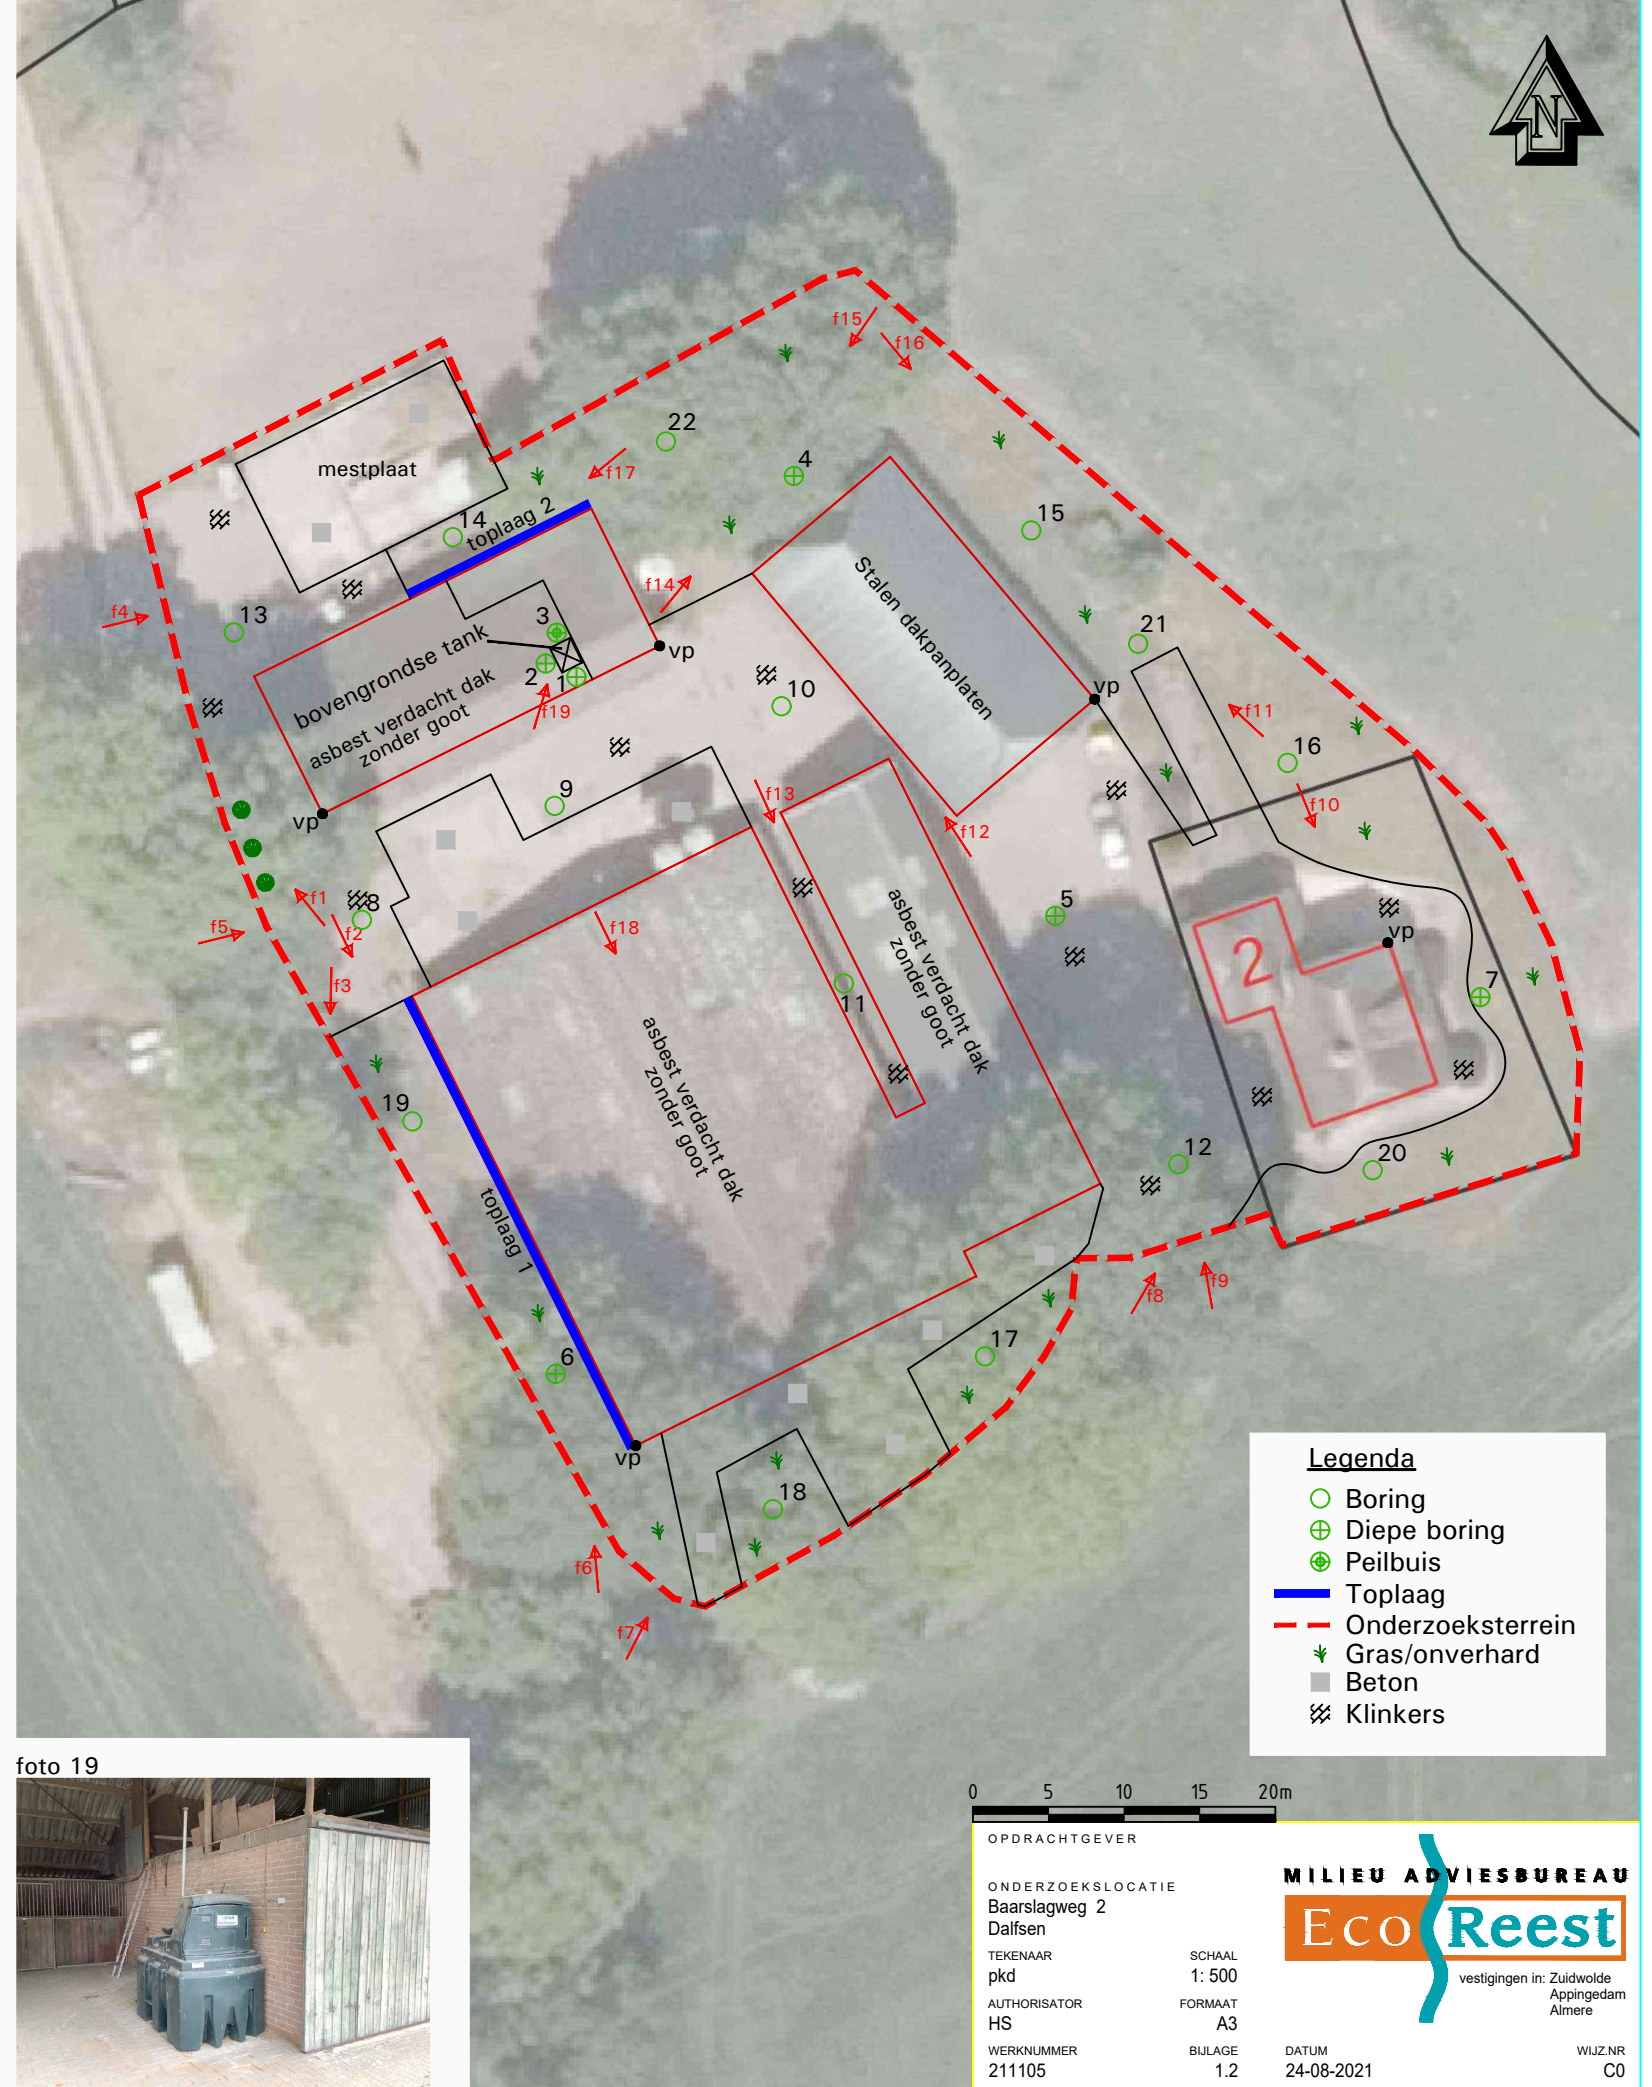 N
f15
f16
22
f17
4
mestplaat
14
toplaag 2
15
f4
13
f14
3
vp
bovengrondse tank
2
1
asbest verdacht dak
zonder goot
f19
Stalen dakpanplaten
21
vp
10
f11
16
9
f13
f10
f12
vp
f1
8
f2
f5
f3
f18
5
asbest verdacht dak
zonder goot
2
vp
7
11
asbest verdacht dak
zonder goot
19
12
20
toplaag 1
f8
f9
17
6
vp
18
f6
f7
Legenda
Boring
Diepe boring
Peilbuis
Toplaag
Onderzoeksterrein
Gras/onverhard
Beton
Klinkers
foto 19
0 5 10 15 20m
OPDRACHTGEVER
ONDERZOEKSLOCATIE
Baarslagweg 2
Dalfsen
TEKENAAR SCHAAL
pkd 1: 500
AUTHORISATOR FORMAAT
HS A3
WERKNUMMER BIJLAGE DATUM WIJZ.NR
211105 1.2 24-08-2021 C0
MILIEU ADVIESBUREAU
Eco Reest
vestigingen in: Zuidwolde
Appingedam
Almere